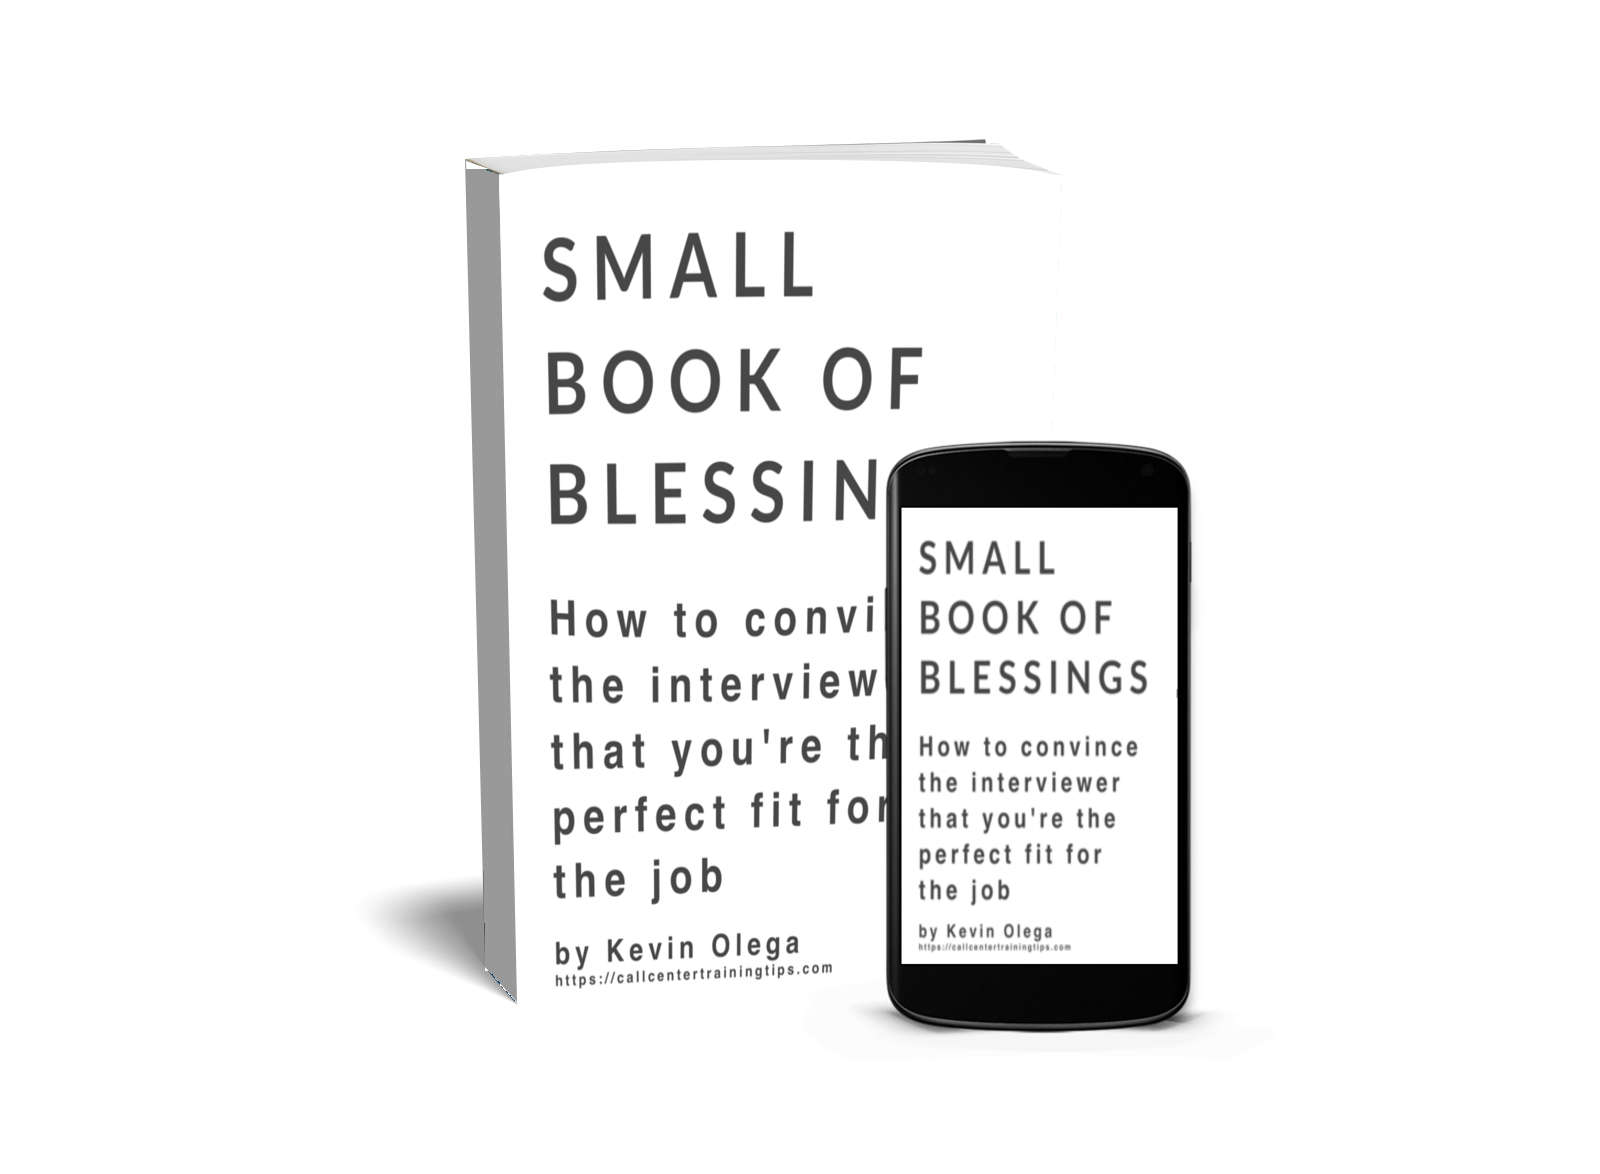 SMALL
BOOK OF
BLESSIN
How to convi
the interview
that you're th
perfect fit for
the job
by Kevin Olega
https://callcentertrainingtips.com
SMALL
BOOK OF
BLESSINGS
How to convince
the interviewer
that you're the
perfect fit for
the job
by Kevin Olega
https://callcentertrainingtips.com